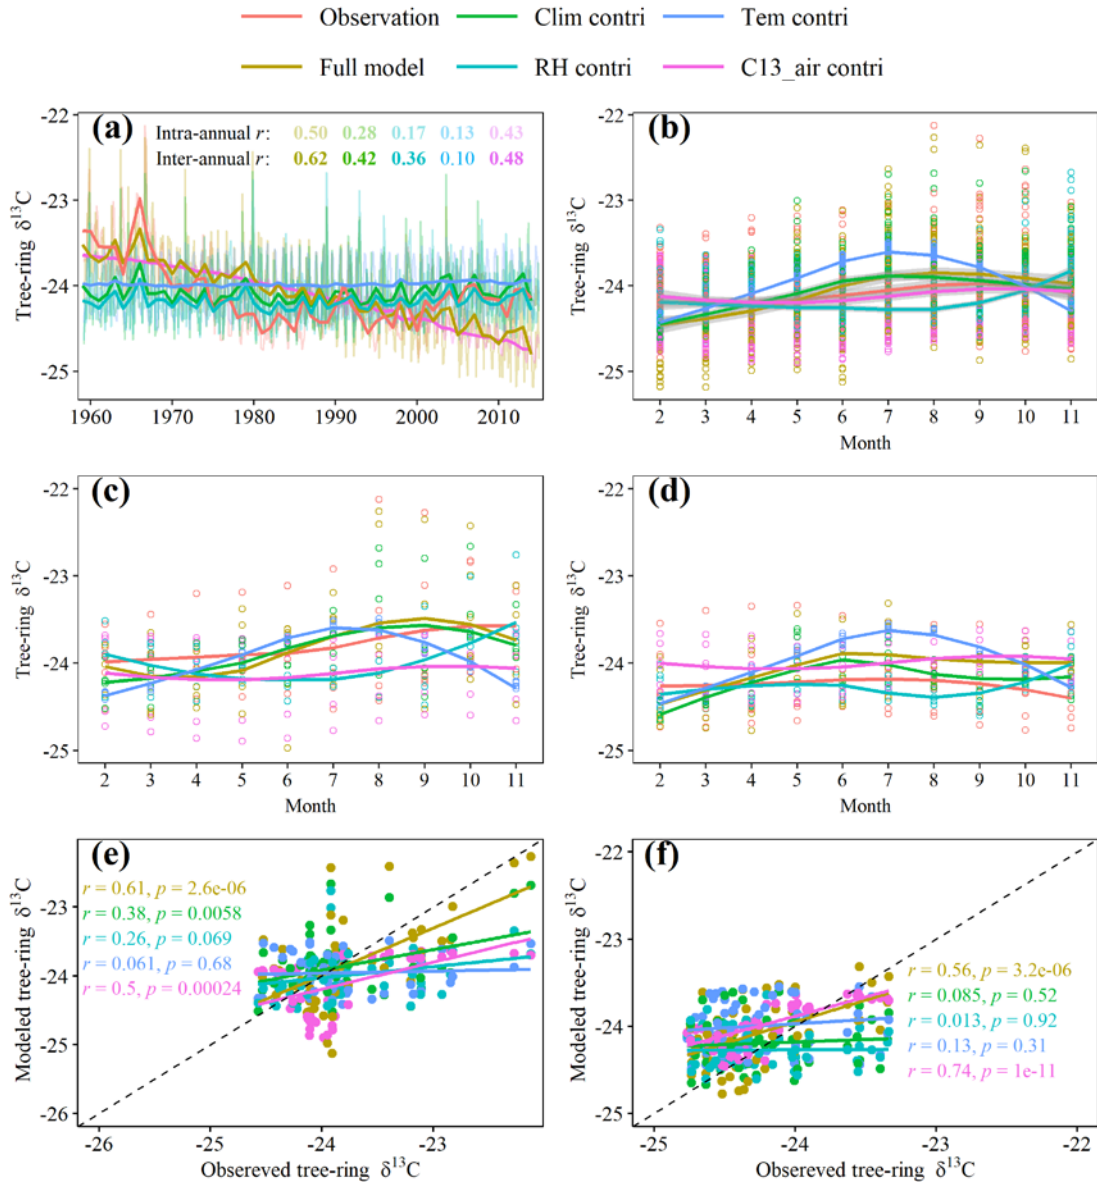 Observation Clim contri Tem contri
Full model RH contri C13_air contri
(a)
Intra-annual r: 0.50 0.28 0.17 0.13 0.43
Inter-annual r: 0.62 0.42 0.36 0.10 0.48
Tree-ring δ13C
-22
-23
-24
-25
1960 1970 1980 1990 2000 2010
(b)
Tree-ring δ13C
-22
-23
-24
-25
2 3 4 5 6 7 8 9 10 11
Month
(c)
Tree-ring δ13C
-22
-23
-24
-25
2 3 4 5 6 7 8 9 10 11
Month
(d)
Tree-ring δ13C
-22
-23
-24
-25
2 3 4 5 6 7 8 9 10 11
Month
(e)
r = 0.61, p = 2.6e-06
r = 0.38, p = 0.0058
r = 0.26, p = 0.069
r = 0.061, p = 0.68
r = 0.5, p = 0.00024
Modeled tree-ring δ13C
-23
-24
-25
-26
-26 -25 -24 -23
Obsereved tree-ring δ13C
(f)
r = 0.56, p = 3.2e-06
r = 0.085, p = 0.52
r = 0.013, p = 0.92
r = 0.13, p = 0.31
r = 0.74, p = 1e-11
Modeled tree-ring δ13C
-22
-23
-24
-25
-25 -24 -23 -22
Obsereved tree-ring δ13C